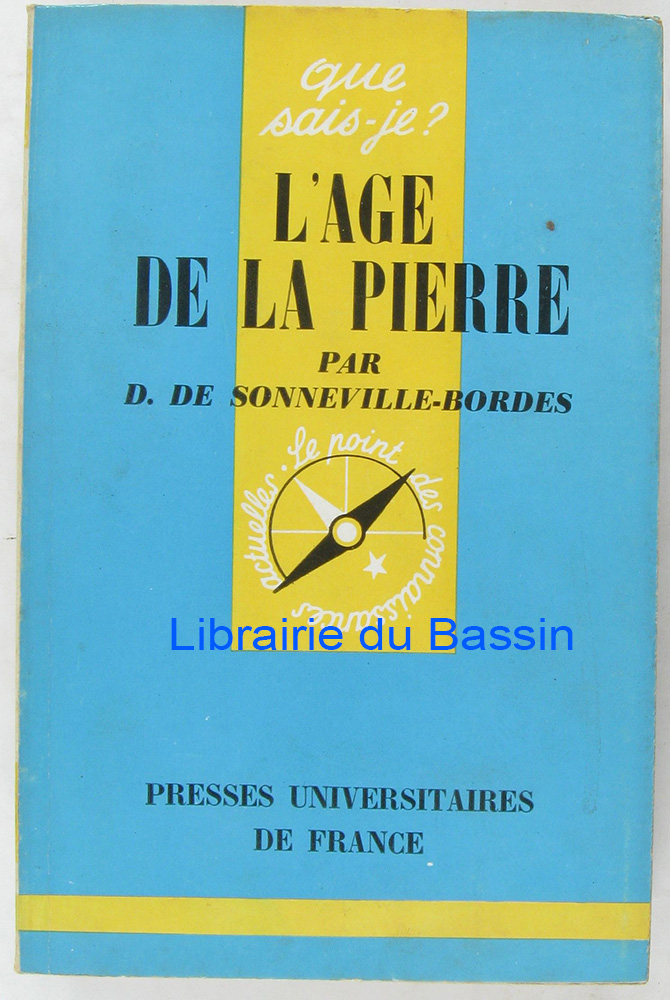 que
sais-je?
L'AGE
DE LA PIERRE
PAR
D. DE SONNEVILLE-BORDES
Le point des connaissances actuelles.
Librairie du Bassin
PRESSES UNIVERSITAIRES
DE FRANCE